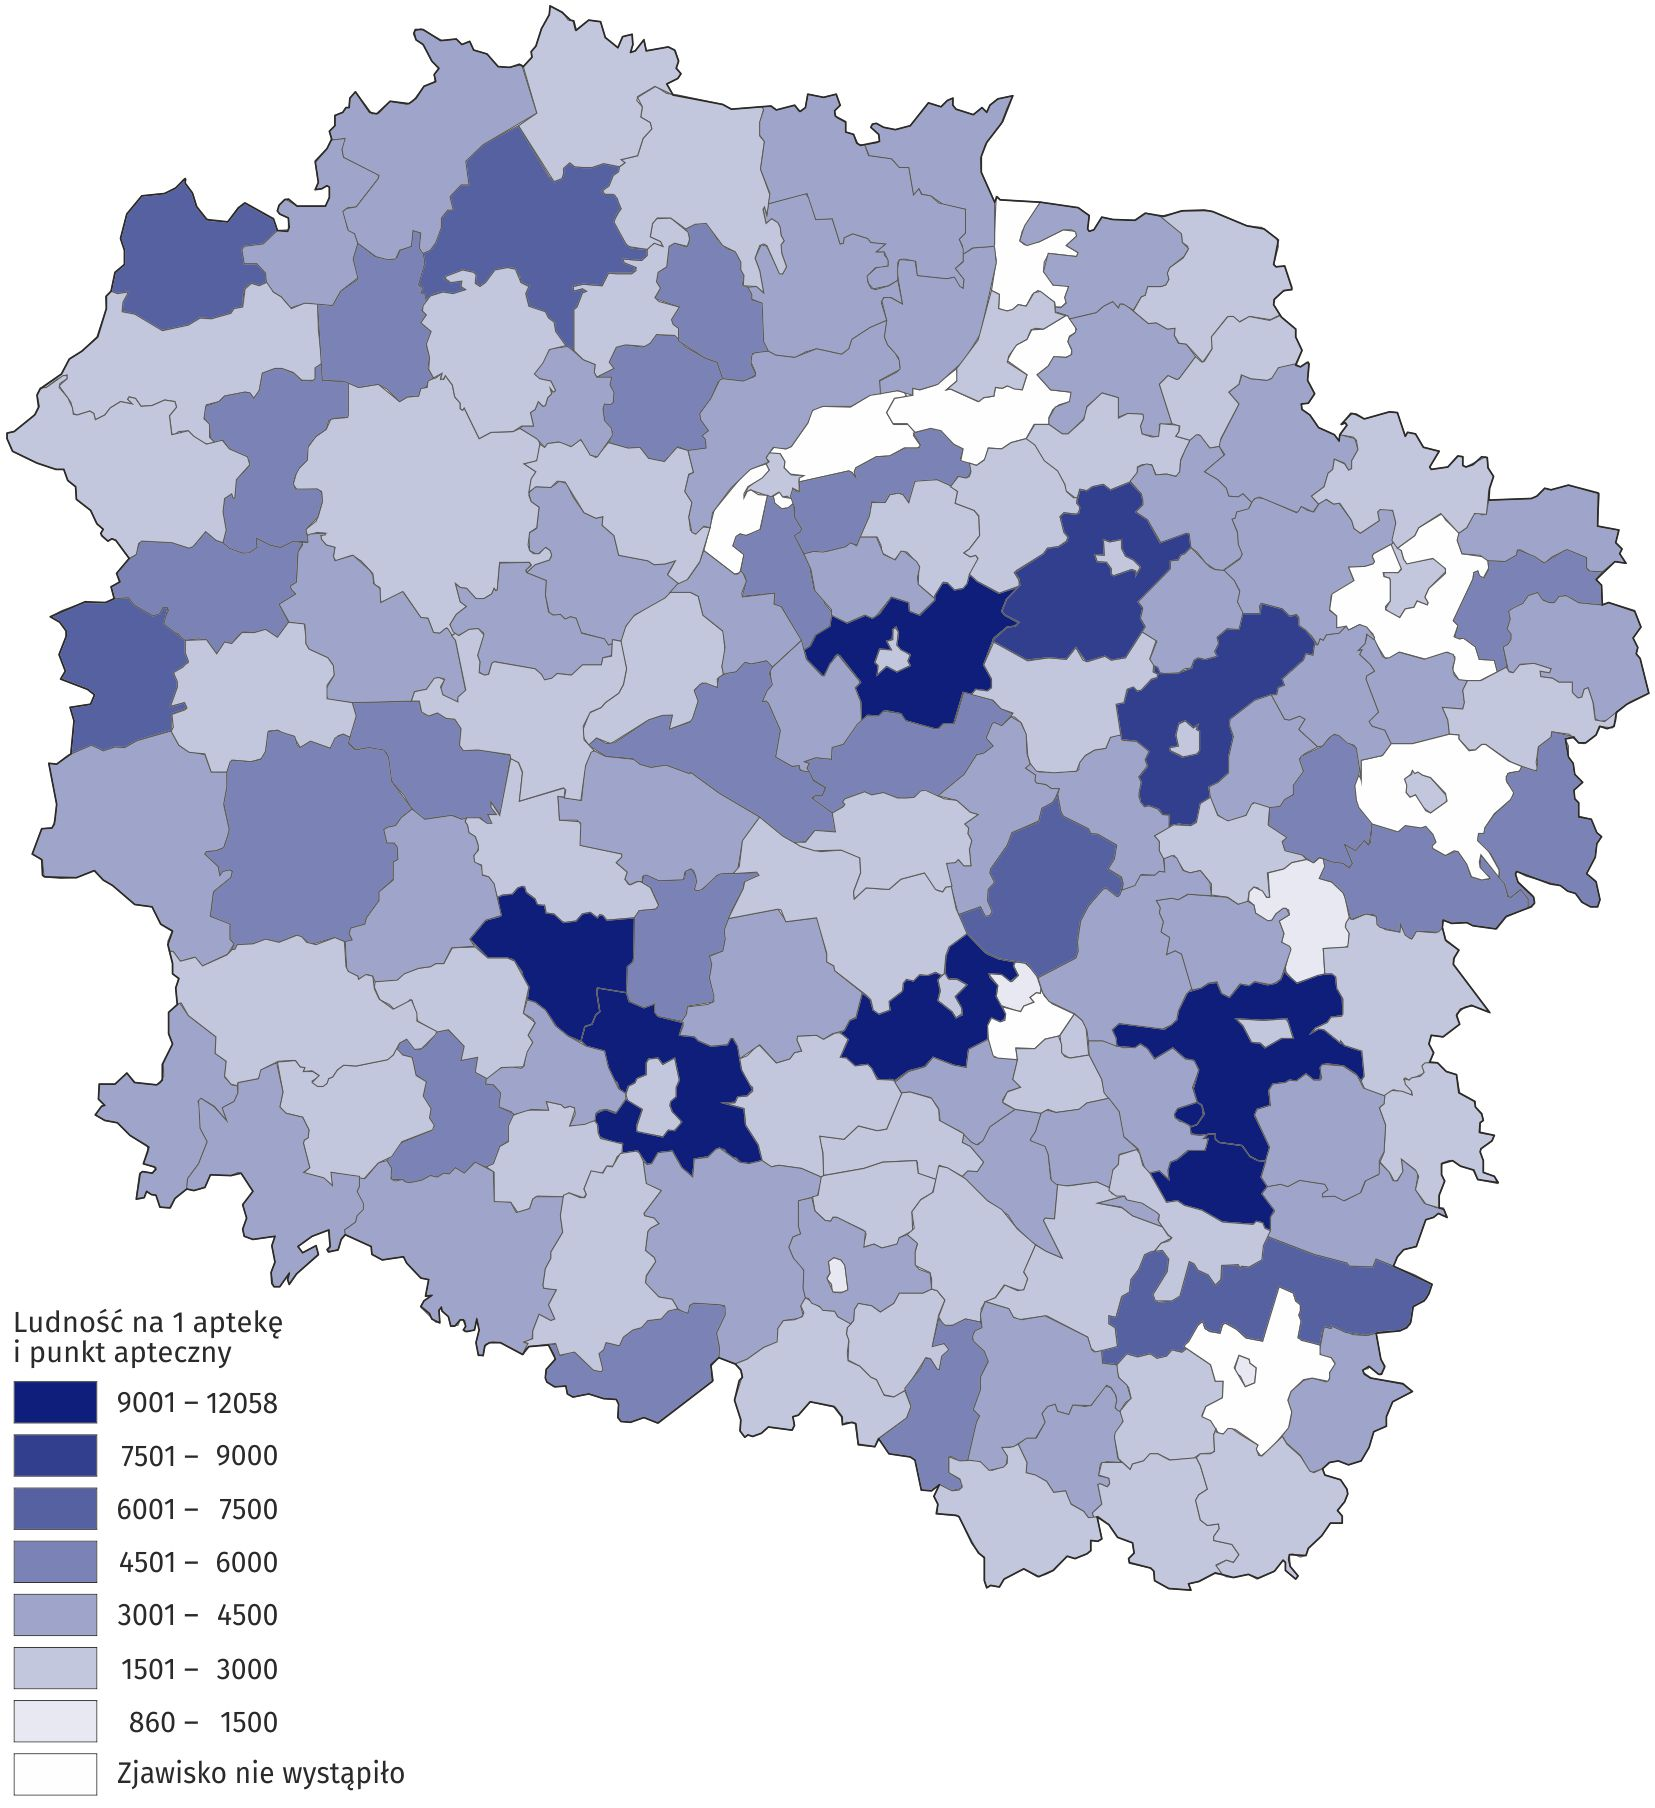 Ludność na 1 aptekę
i punkt apteczny
9001 – 12058
7501 – 9000
6001 – 7500
4501 – 6000
3001 – 4500
1501 – 3000
860 – 1500
Zjawisko nie wystąpiło